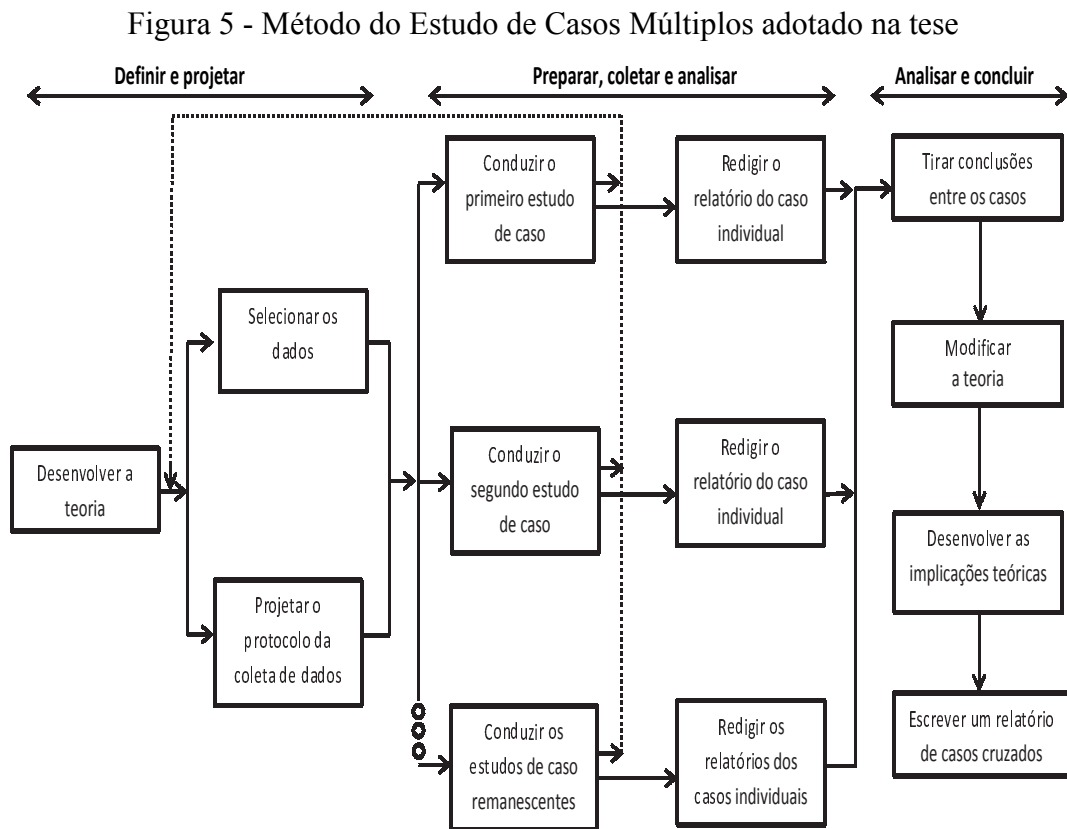 Figura 5 - Método do Estudo de Casos Múltiplos adotado na tese
Definir e projetar
Preparar, coletar e analisar
Analisar e concluir
Desenvolver a
teoria
Selecionar os
dados
Projetar o
protocolo da
coleta de dados
Conduzir o
primeiro estudo
de caso
Redigir o
relatório do caso
individual
Conduzir o
segundo estudo
de caso
Redigir o
relatório do caso
individual
Conduzir os
estudos de caso
remanescentes
Redigir os
relatórios dos
casos individuais
Tirar conclusões
entre os casos
Modificar
a teoria
Desenvolver as
implicações teóricas
Escrever um relatório
de casos cruzados